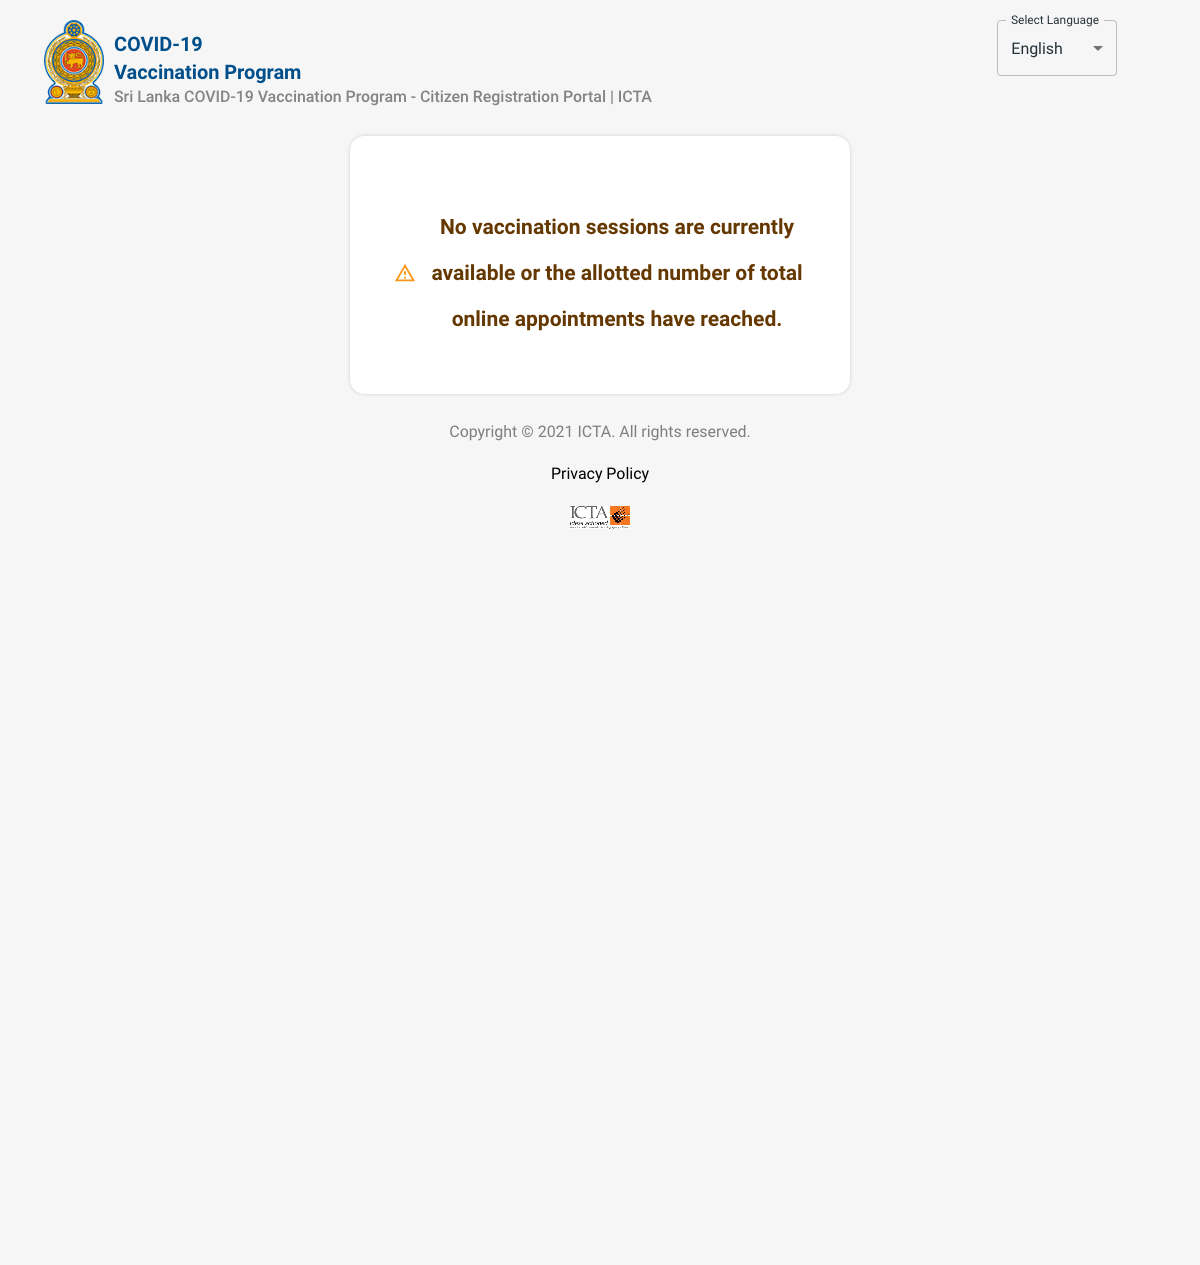 COVID-19
Vaccination Program
Sri Lanka COVID-19 Vaccination Program - Citizen Registration Portal | ICTA
Select Language
English
No vaccination sessions are currently
available or the allotted number of total
online appointments have reached.
Copyright © 2021 ICTA. All rights reserved.
Privacy Policy
ICTA
ideas actioned